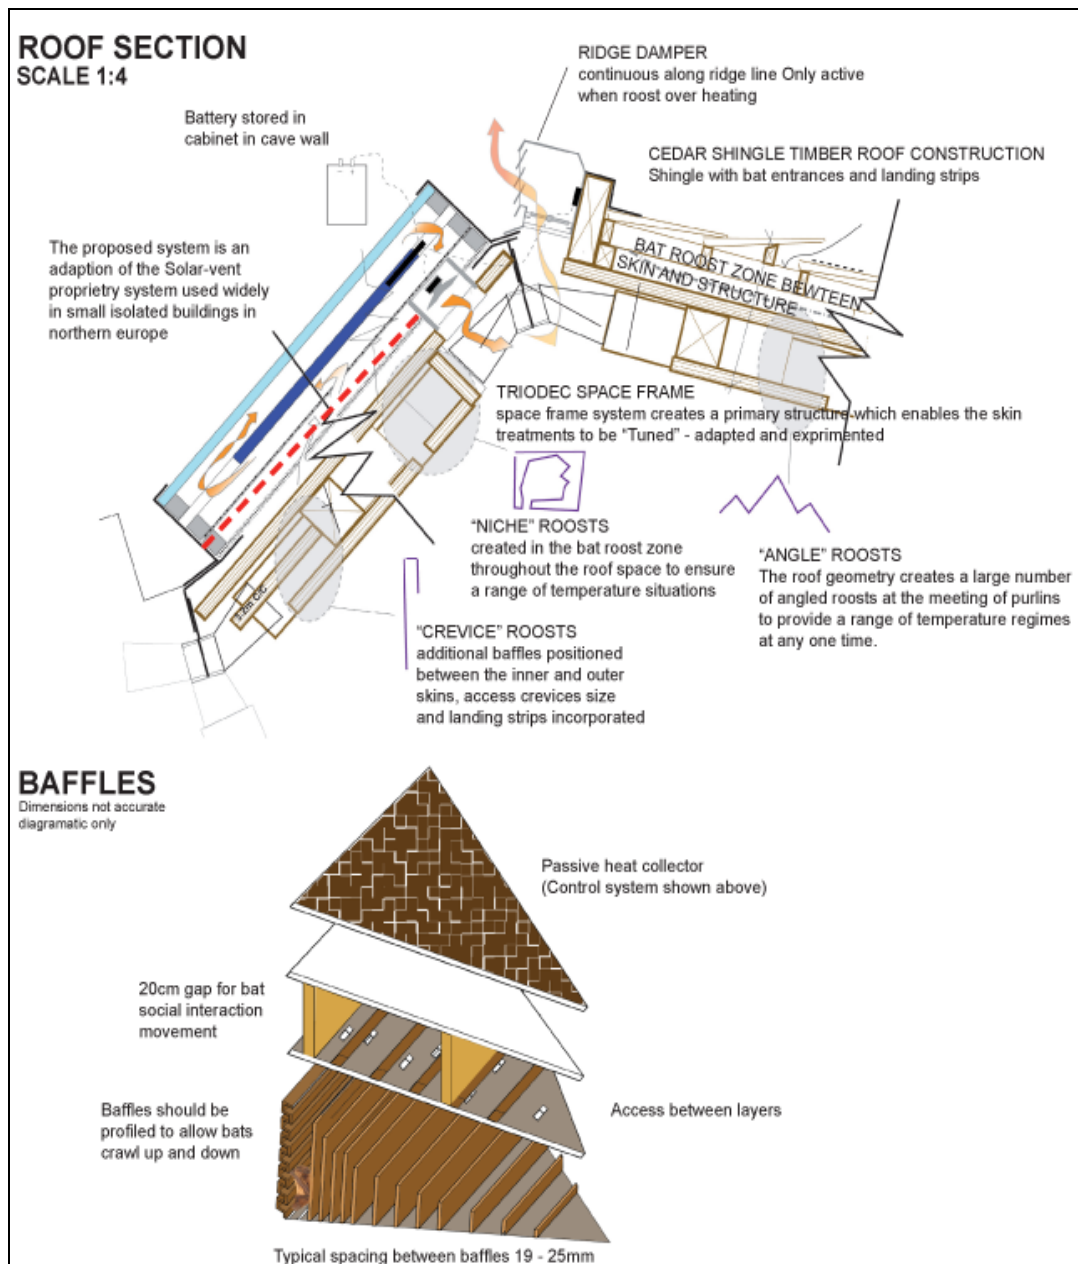 ROOF SECTION
SCALE 1:4
RIDGE DAMPER
continuous along ridge line Only active
when roost over heating
Battery stored in
cabinet in cave wall
CEDAR SHINGLE TIMBER ROOF CONSTRUCTION
Shingle with bat entrances and landing strips
The proposed system is an
adaption of the Solar-vent
proprietry system used widely
in small isolated buildings in
northern europe
BAT ROOST ZONE BEWTEEN
SKIN AND STRUCTURE
TRIODEC SPACE FRAME
space frame system creates a primary structure which enables the skin
treatments to be “Tuned” - adapted and exprimented
“NICHE” ROOSTS
created in the bat roost zone
throughout the roof space to ensure
a range of temperature situations
“ANGLE” ROOSTS
The roof geometry creates a large number
of angled roosts at the meeting of purlins
to provide a range of temperature regimes
at any one time.
1.2m C/C
“CREVICE” ROOSTS
additional baffles positioned
between the inner and outer
skins, access crevices size
and landing strips incorporated
BAFFLES
Dimensions not accurate
diagramatic only
Passive heat collector
(Control system shown above)
20cm gap for bat
social interaction
movement
Baffles should be
profiled to allow bats
crawl up and down
Access between layers
Typical spacing between baffles 19 - 25mm